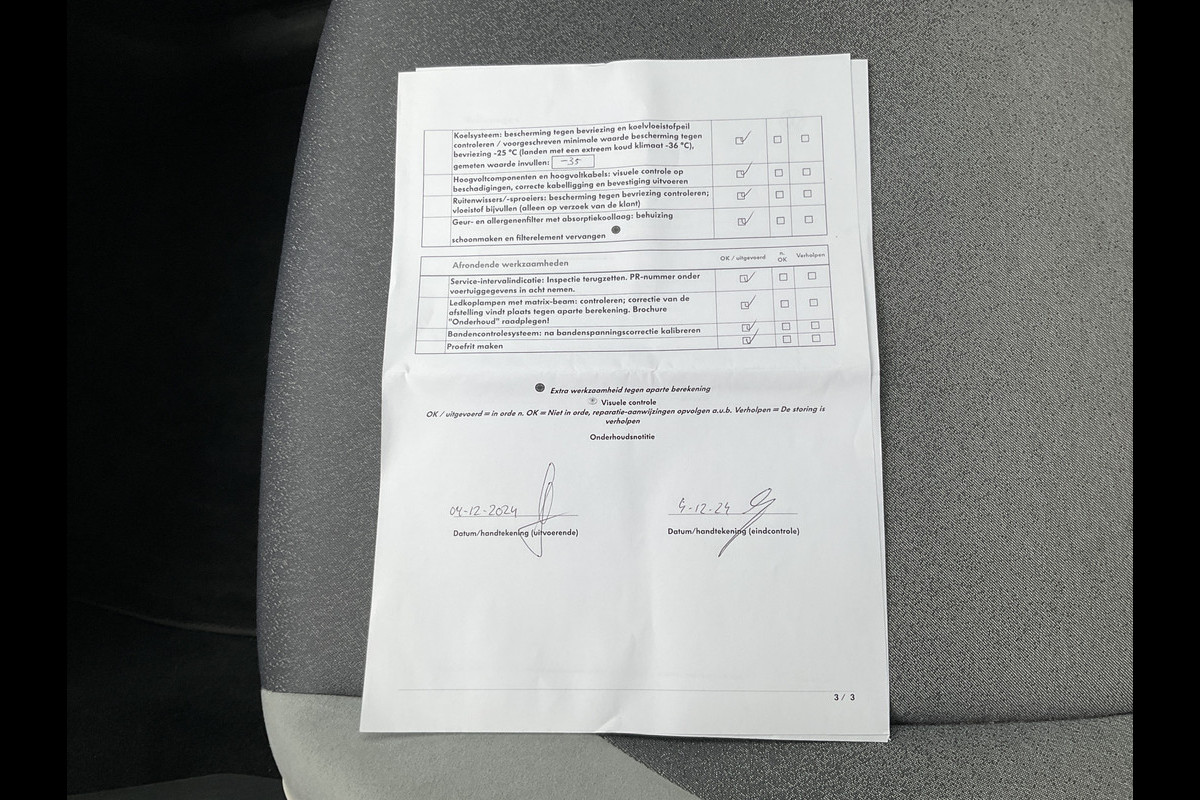 Koelsysteem: bescherming tegen bevriezing en koelvloeistofpeil
controleren / voorgeschreven minimale waarde bescherming tegen
bevriezing -25 °C (landen met een extreem koud klimaat -36 °C),
gemeten waarde invullen: -35
Hoogvoltcomponenten en hoogvoltkabels: visuele controle op
beschadigingen, correcte kabelligging en bevestiging uitvoeren
Ruitenwissers/-sproeiers: bescherming tegen bevriezing controleren;
vloeistof bijvullen (alleen op verzoek van de klant)
Geur- en allergenenfilter met absorptiekoollaag: behuizing
schoonmaken en filterelement vervangen
Afrondende werkzaamheden OK / uitgevoerd n. OK Verholpen
Service-intervalindicatie: Inspectie terugzetten. PR-nummer onder
voertuiggegevens in acht nemen.
Ledkoplampen met matrix-beam: controleren; correctie van de
afstelling vindt plaats tegen aparte berekening. Brochure
"Onderhoud" raadplegen!
Bandencontrolesysteem: na bandenspanningscorrectie kalibreren
Proefrit maken
Extra werkzaamheid tegen aparte berekening
Visuele controle
OK / uitgevoerd = in orde n. OK = Niet in orde, reparatie-aanwijzingen opvolgen a.u.b. Verholpen = De storing is
verholpen
Onderhoudsnotitie
04-12-2024 4-12-24
Datum/handtekening (uitvoerende) Datum/handtekening (eindcontrole)
3 / 3